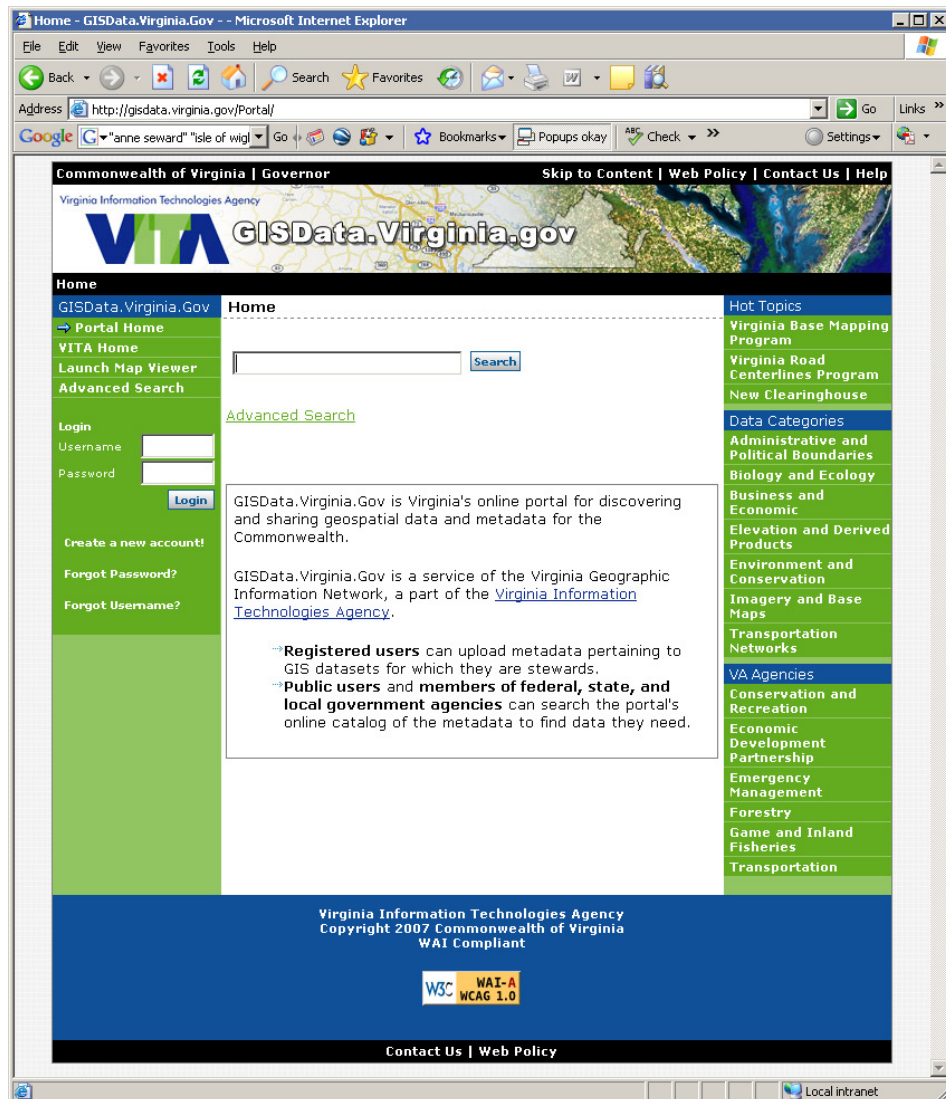 Home - GISData.Virginia.Gov - - Microsoft Internet Explorer
File Edit View Favorites Tools Help
Back Search Favorites
Address http://gisdata.virginia.gov/Portal/ Go Links »
Google G "anne seward" "isle of wigl Go Bookmarks Popups okay ABC Check » Settings
Commonwealth of Virginia | Governor Skip to Content | Web Policy | Contact Us | Help
Virginia Information Technologies Agency
VITA GISData.Virginia.gov
Home
GISData.Virginia.Gov
Portal Home
VITA Home
Launch Map Viewer
Advanced Search
Login
Username
Password
Login
Create a new account!
Forgot Password?
Forgot Username?
Home
Search
Advanced Search
GISData.Virginia.Gov is Virginia's online portal for discovering
and sharing geospatial data and metadata for the
Commonwealth.
GISData.Virginia.Gov is a service of the Virginia Geographic
Information Network, a part of the Virginia Information
Technologies Agency.
Registered users can upload metadata pertaining to
GIS datasets for which they are stewards.
Public users and members of federal, state, and
local government agencies can search the portal's
online catalog of the metadata to find data they need.
Hot Topics
Virginia Base Mapping
Program
Virginia Road
Centerlines Program
New Clearinghouse
Data Categories
Administrative and
Political Boundaries
Biology and Ecology
Business and
Economic
Elevation and Derived
Products
Environment and
Conservation
Imagery and Base
Maps
Transportation
Networks
VA Agencies
Conservation and
Recreation
Economic
Development
Partnership
Emergency
Management
Forestry
Game and Inland
Fisheries
Transportation
Virginia Information Technologies Agency
Copyright 2007 Commonwealth of Virginia
WAI Compliant
W3C WAI-A
WCAG 1.0
Contact Us | Web Policy
Local intranet